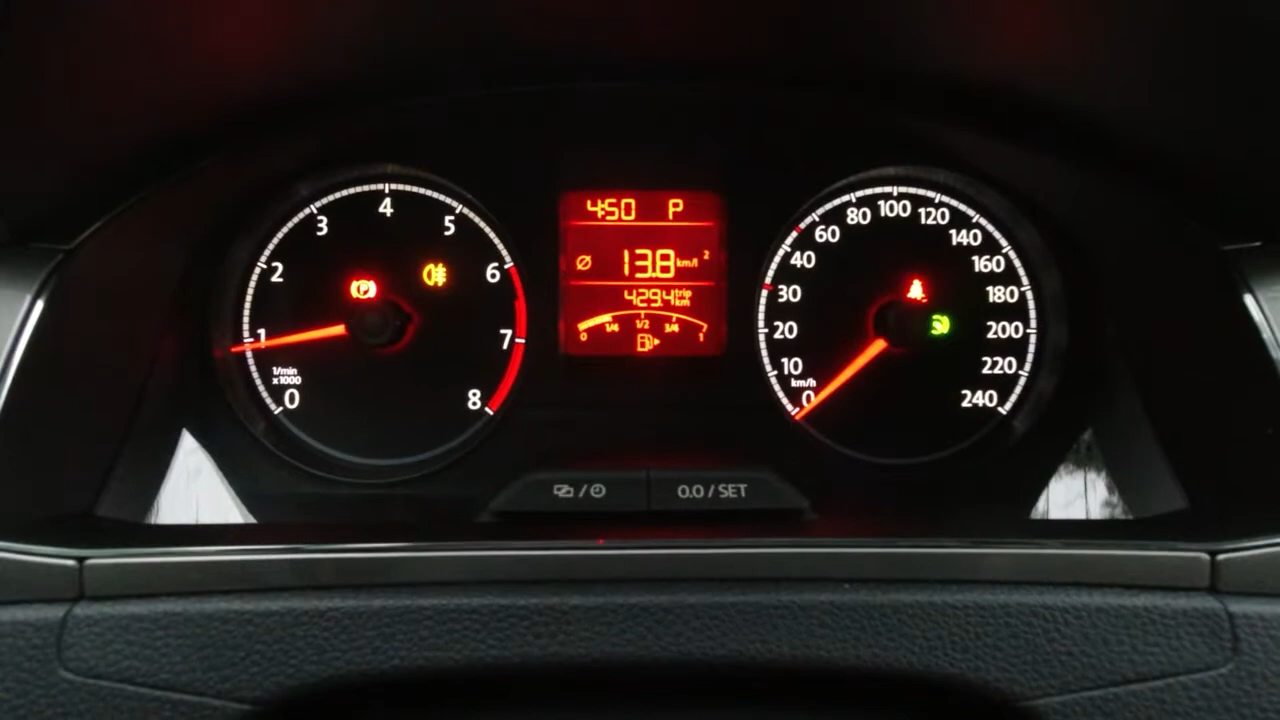 0
1
2
3
4
5
6
7
8
1/min
x1000
(P)
4:50 P
Ø 13.8 km/l 2
429.4 trip km
0 1/4 1/2 3/4 1
0
10
20
30
40
60
80
100
120
140
160
180
200
220
240
km/h
0.0 / SET